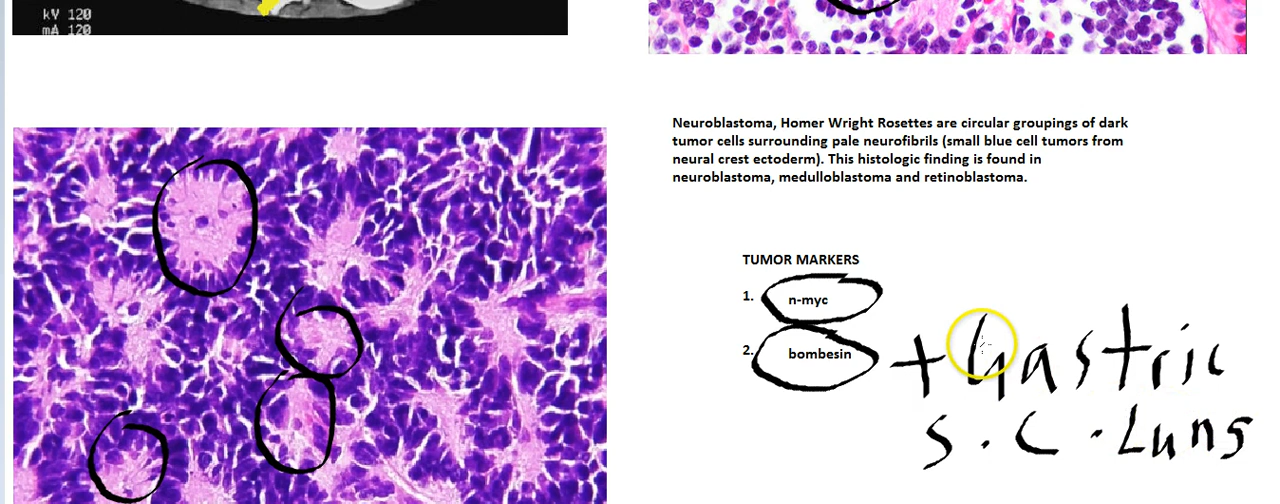 kV 120
mA 120
Neuroblastoma, Homer Wright Rosettes are circular groupings of dark
tumor cells surrounding pale neurofibrils (small blue cell tumors from
neural crest ectoderm). This histologic finding is found in
neuroblastoma, medulloblastoma and retinoblastoma.
TUMOR MARKERS
1. n-myc
2. bombesin + Gastric
S.C. Lung